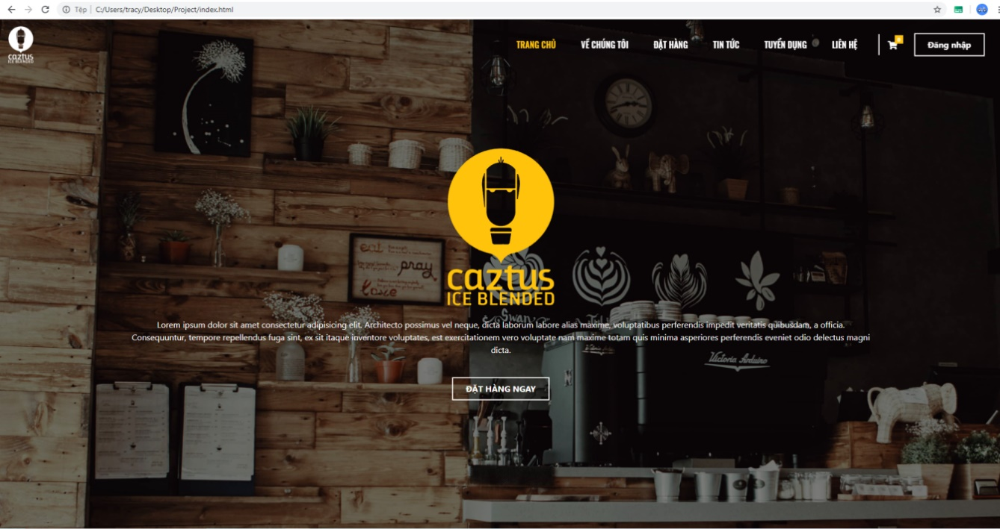 Tệp
C:/Users/tracy/Desktop/Project/index.html
caztus
ICE BLENDED
TRANG CHỦ
VỀ CHÚNG TÔI
ĐẶT HÀNG
TIN TỨC
TUYỂN DỤNG
LIÊN HỆ
0
Đăng nhập
eat
pray
love
caztus
ICE BLENDED
Swan
Lorem ipsum dolor sit amet consectetur adipisicing elit. Architecto possimus vel neque, dicta laborum labore alias maxime, voluptatibus perferendis impedit veritatis quibusdam, a officia.
Consequuntur, tempore repellendus fuga sint, ex sit itaque inventore voluptates, est exercitationem vero voluptate nam maxime totam quis minima asperiores perferendis eveniet odio delectus magni
dicta.
Victoria Arduino
ĐẶT HÀNG NGAY